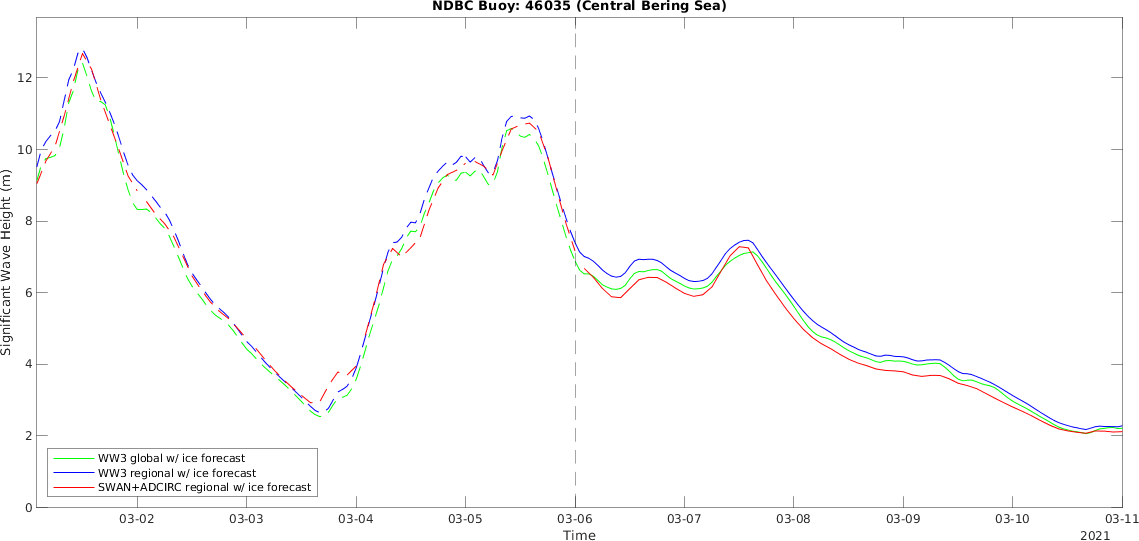 NDBC Buoy: 46035 (Central Bering Sea)
Significant Wave Height (m)
12
10
8
6
4
2
0
WW3 global w/ ice forecast
WW3 regional w/ ice forecast
SWAN+ADCIRC regional w/ ice forecast
03-02 03-03 03-04 03-05 03-06 03-07 03-08 03-09 03-10 03-11
Time
2021